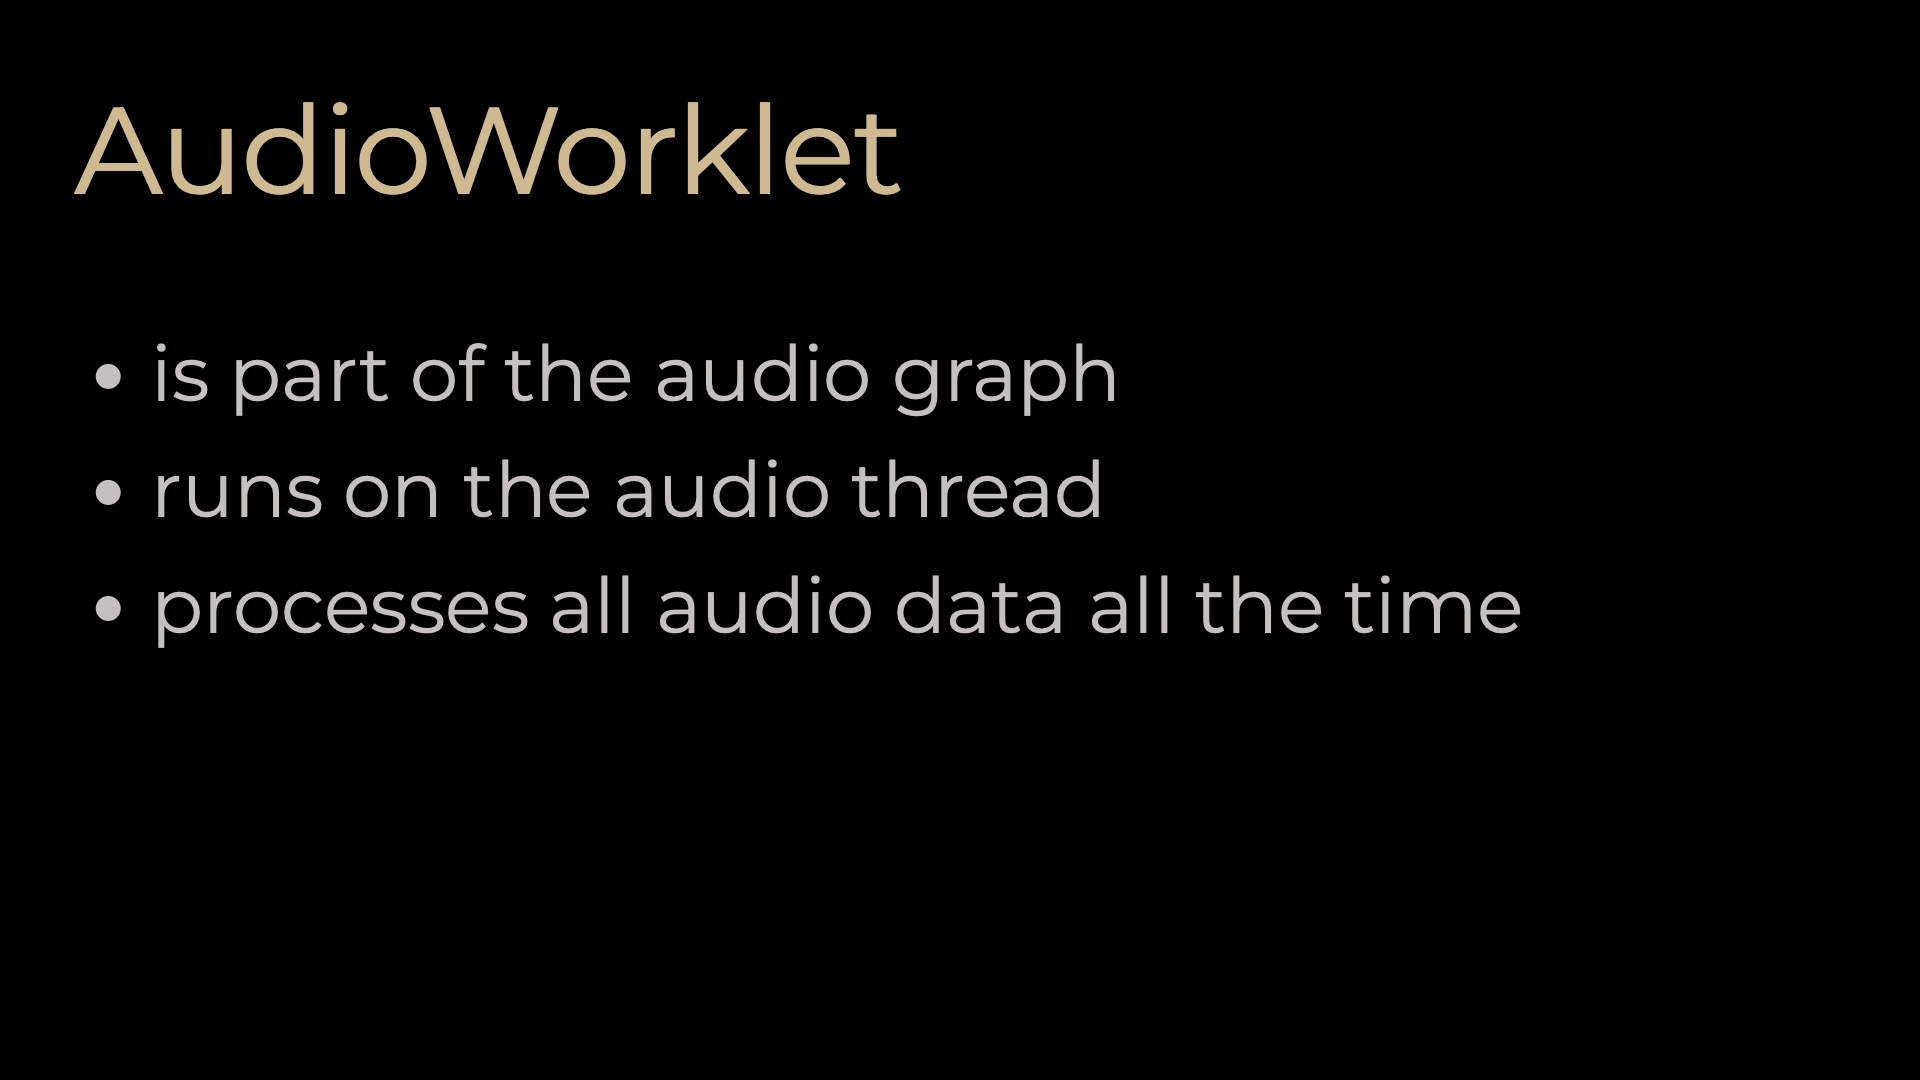 AudioWorklet
• is part of the audio graph
• runs on the audio thread
• processes all audio data all the time